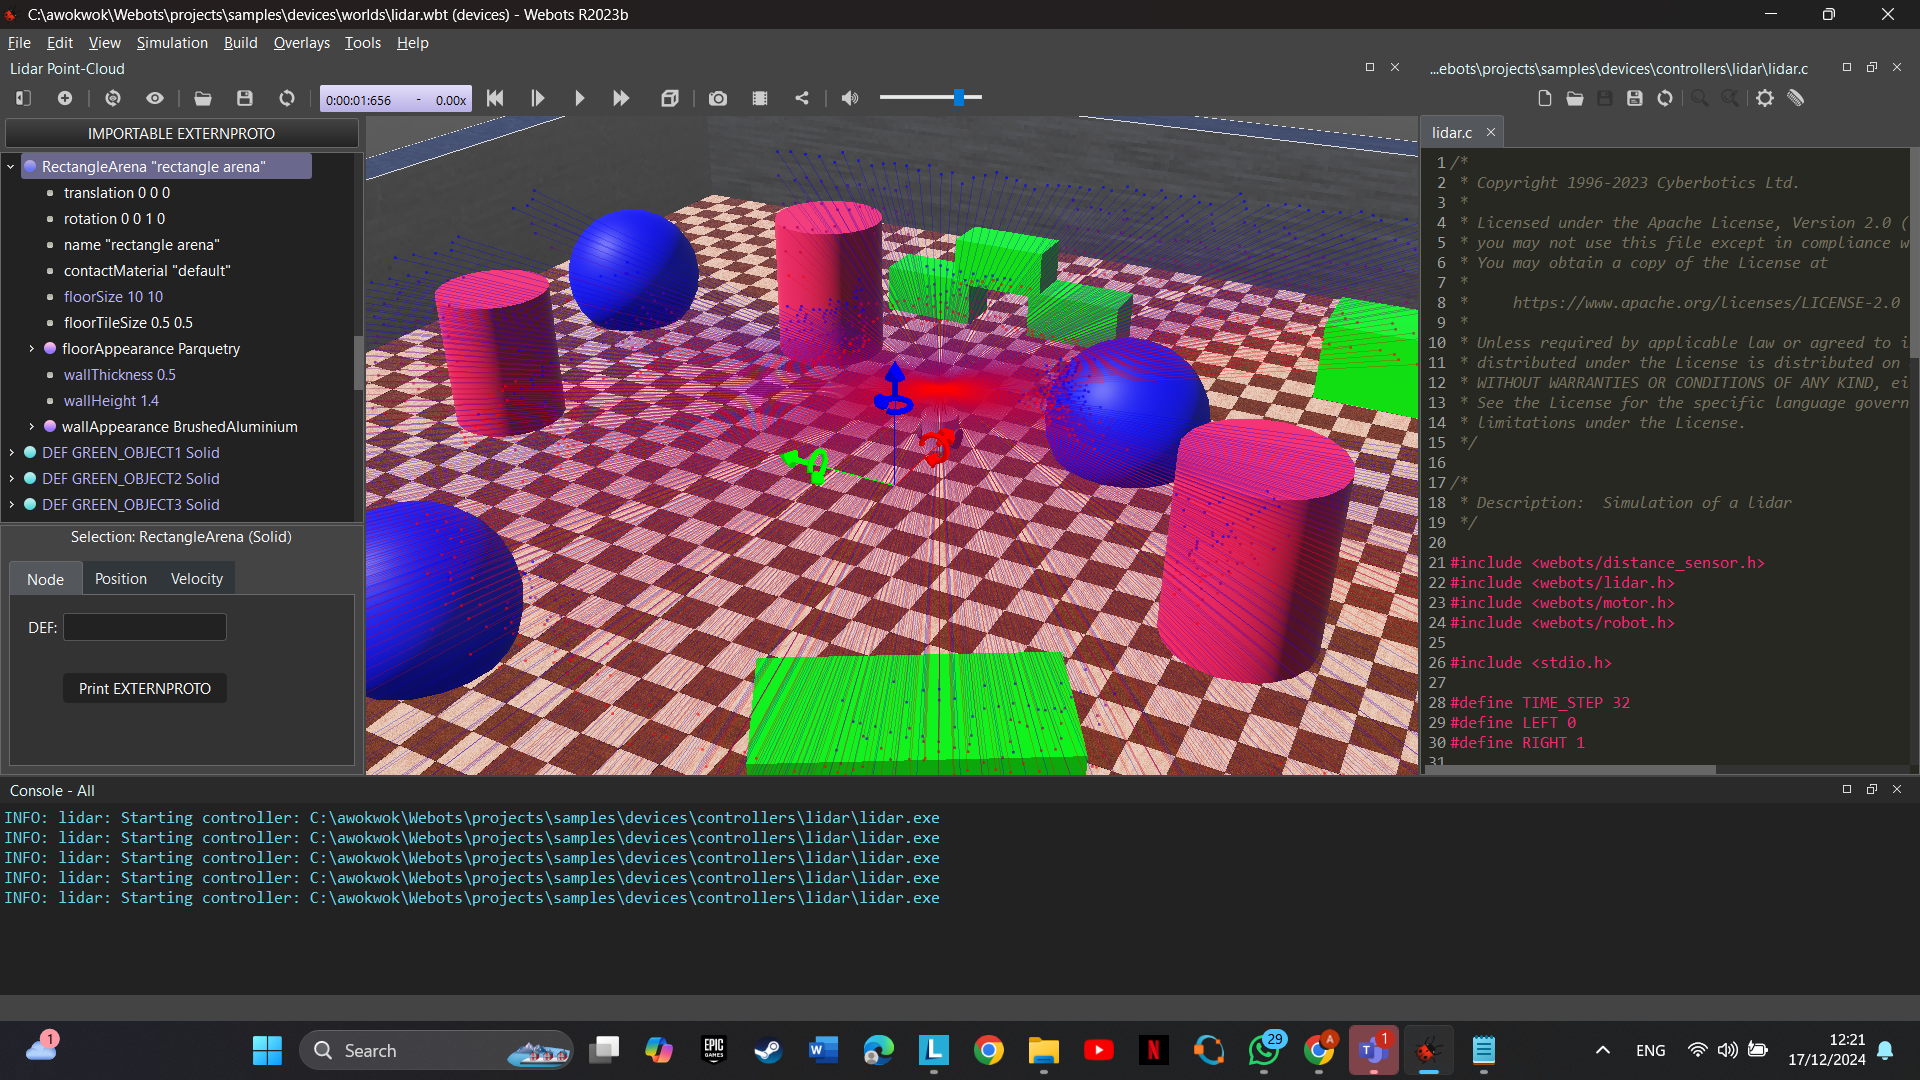 C:\awokwok\Webots\projects\samples\devices\worlds\lidar.wbt (devices) - Webots R2023b
File Edit View Simulation Build Overlays Tools Help
Lidar Point-Cloud
...ebots\projects\samples\devices\controllers\lidar\lidar.c
0:00:01:656 - 0.00x
IMPORTABLE EXTERNPROTO
RectangleArena "rectangle arena"
translation 0 0 0
rotation 0 0 1 0
name "rectangle arena"
contactMaterial "default"
floorSize 10 10
floorTileSize 0.5 0.5
floorAppearance Parquetry
wallThickness 0.5
wallHeight 1.4
wallAppearance BrushedAluminium
DEF GREEN_OBJECT1 Solid
DEF GREEN_OBJECT2 Solid
DEF GREEN_OBJECT3 Solid
Selection: RectangleArena (Solid)
Node Position Velocity
DEF:
Print EXTERNPROTO
lidar.c
1 /*
2 * Copyright 1996-2023 Cyberbotics Ltd.
3 *
4 * Licensed under the Apache License, Version 2.0 (
5 * you may not use this file except in compliance w
6 * You may obtain a copy of the License at
7 *
8 * https://www.apache.org/licenses/LICENSE-2.0
9 *
10 * Unless required by applicable law or agreed to i
11 * distributed under the License is distributed on
12 * WITHOUT WARRANTIES OR CONDITIONS OF ANY KIND, ei
13 * See the License for the specific language govern
14 * limitations under the License.
15 */
16
17 /*
18 * Description: Simulation of a lidar
19 */
20
21 #include <webots/distance_sensor.h>
22 #include <webots/lidar.h>
23 #include <webots/motor.h>
24 #include <webots/robot.h>
25
26 #include <stdio.h>
27
28 #define TIME_STEP 32
29 #define LEFT 0
30 #define RIGHT 1
31
Console - All
INFO: lidar: Starting controller: C:\awokwok\Webots\projects\samples\devices\controllers\lidar\lidar.exe
INFO: lidar: Starting controller: C:\awokwok\Webots\projects\samples\devices\controllers\lidar\lidar.exe
INFO: lidar: Starting controller: C:\awokwok\Webots\projects\samples\devices\controllers\lidar\lidar.exe
INFO: lidar: Starting controller: C:\awokwok\Webots\projects\samples\devices\controllers\lidar\lidar.exe
INFO: lidar: Starting controller: C:\awokwok\Webots\projects\samples\devices\controllers\lidar\lidar.exe
1
Search
EPIC GAMES
W
L
N
29
A
T 1
ENG
12:21
17/12/2024